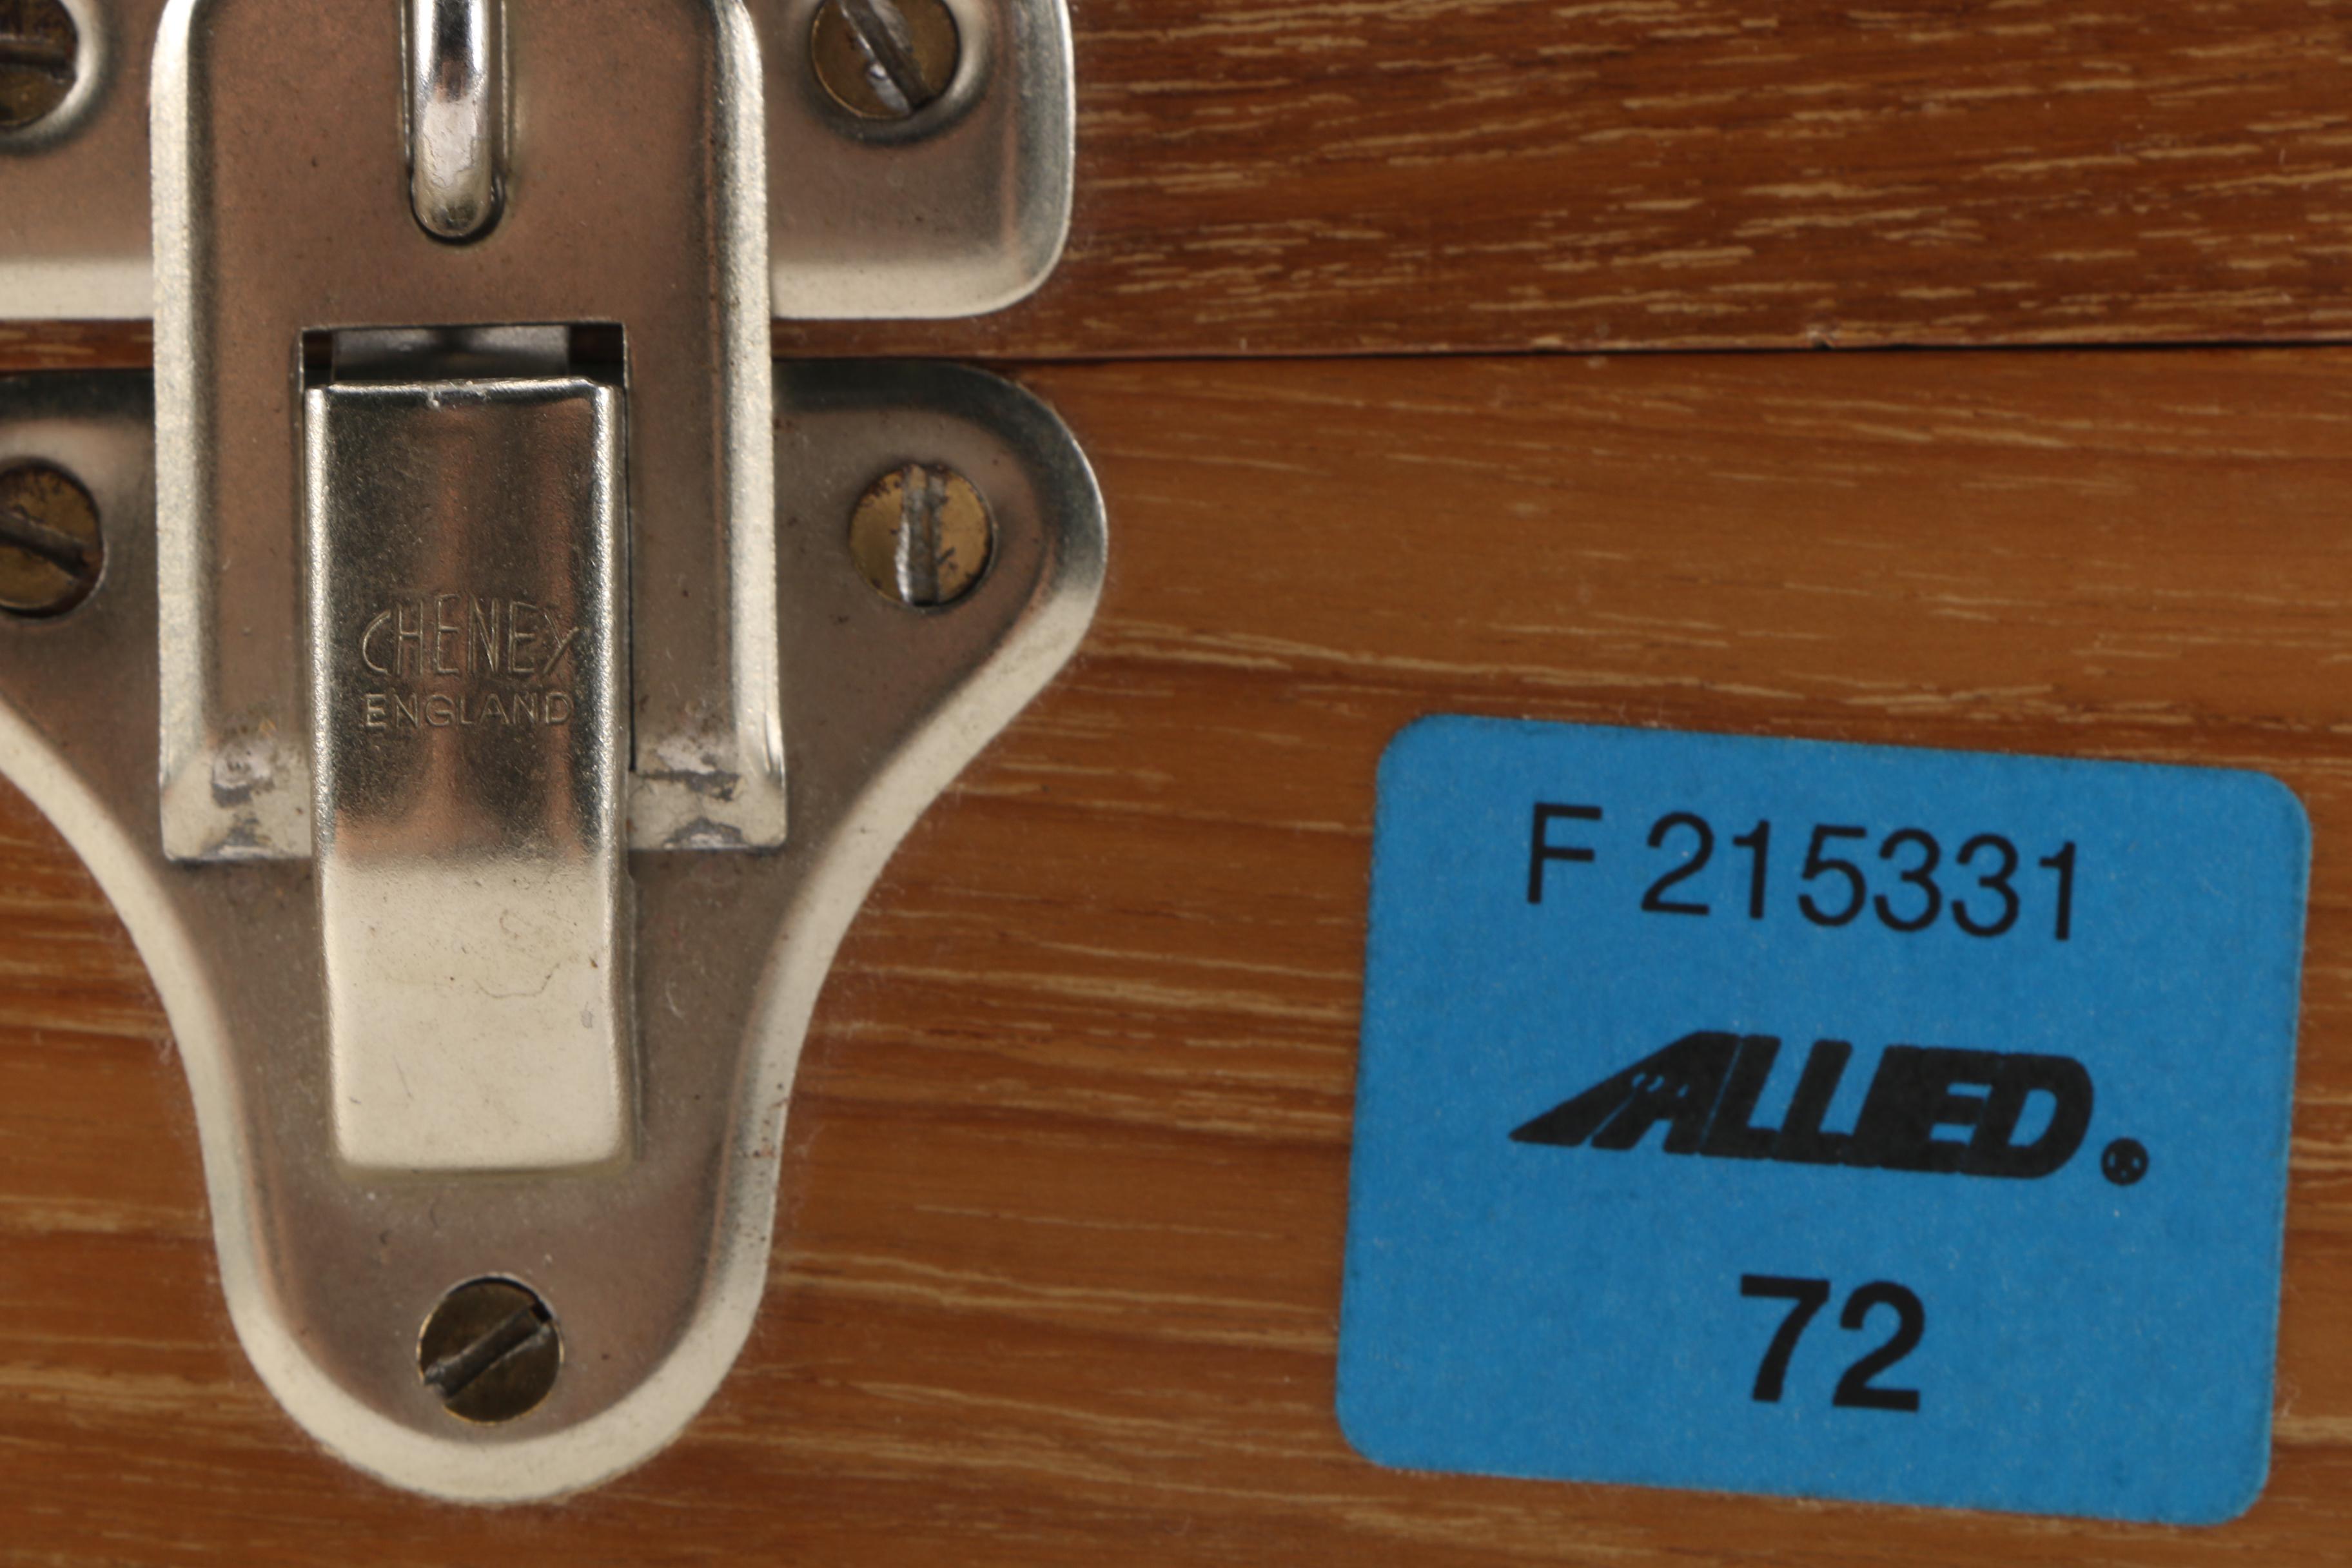 CHENEY
ENGLAND
F 215331
ALLIED®
72